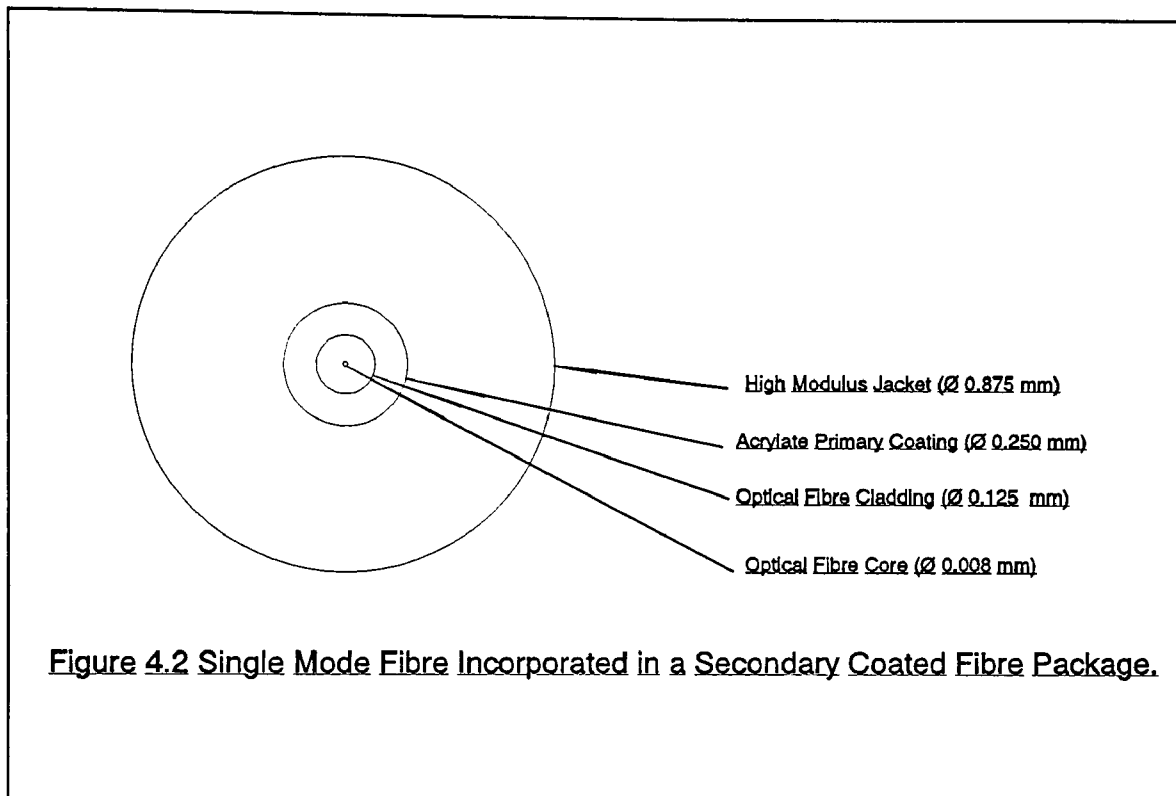 High Modulus Jacket (Ø 0.875 mm)
Acrylate Primary Coating (Ø 0.250 mm)
Optical Fibre Cladding (Ø 0.125 mm)
Optical Fibre Core (Ø 0.008 mm)
Figure 4.2 Single Mode Fibre Incorporated in a Secondary Coated Fibre Package.